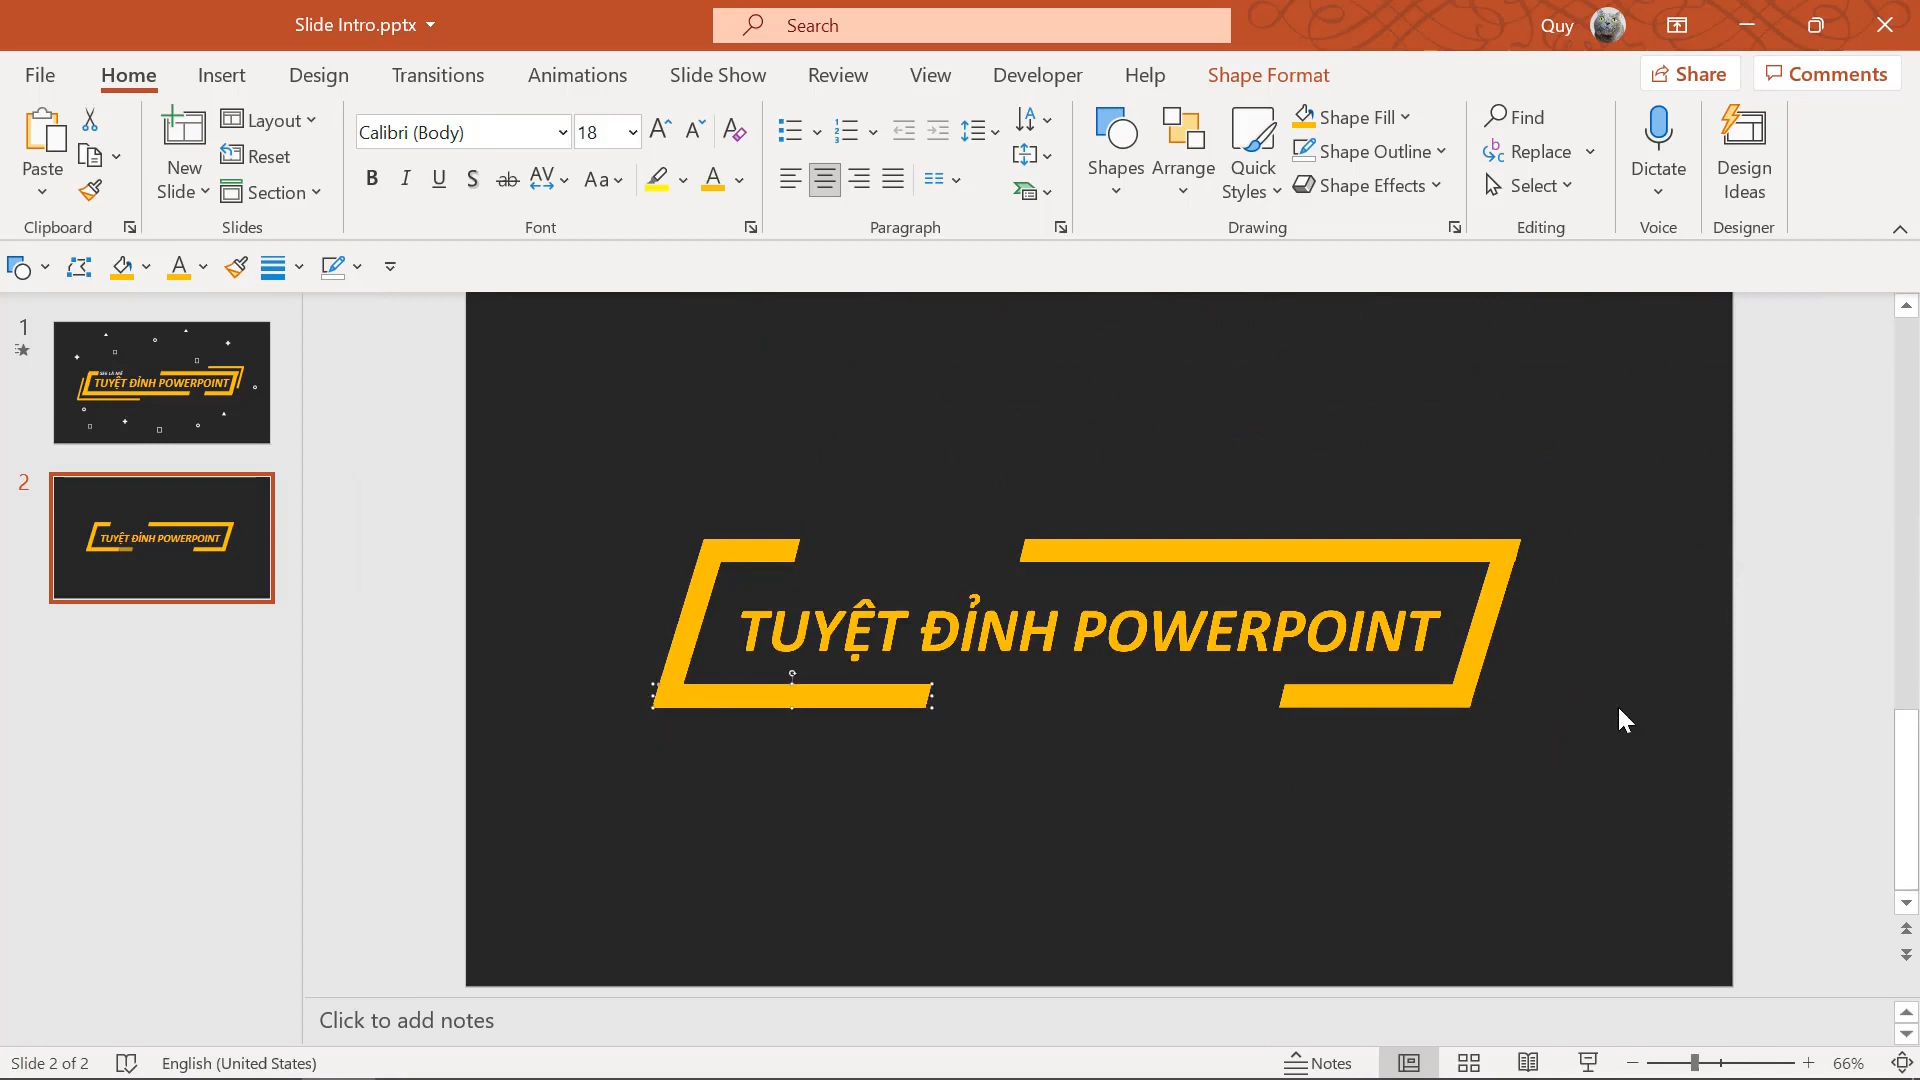 Slide Intro.pptx
Search
Quy
File Home Insert Design Transitions Animations Slide Show Review View Developer Help Shape Format Share Comments
Paste
Clipboard
New Slide
Layout
Reset
Section
Slides
Calibri (Body) 18
B I U S ab AV Aa A
Font
Paragraph
Shapes
Arrange
Quick Styles
Shape Fill
Shape Outline
Shape Effects
Drawing
Find
Replace
Select
Editing
Dictate
Voice
Design Ideas
Designer
1
TUYỆT ĐỈNH POWERPOINT
2
TUYỆT ĐỈNH POWERPOINT
TUYỆT ĐỈNH POWERPOINT
Click to add notes
Slide 2 of 2 English (United States) Notes 66%